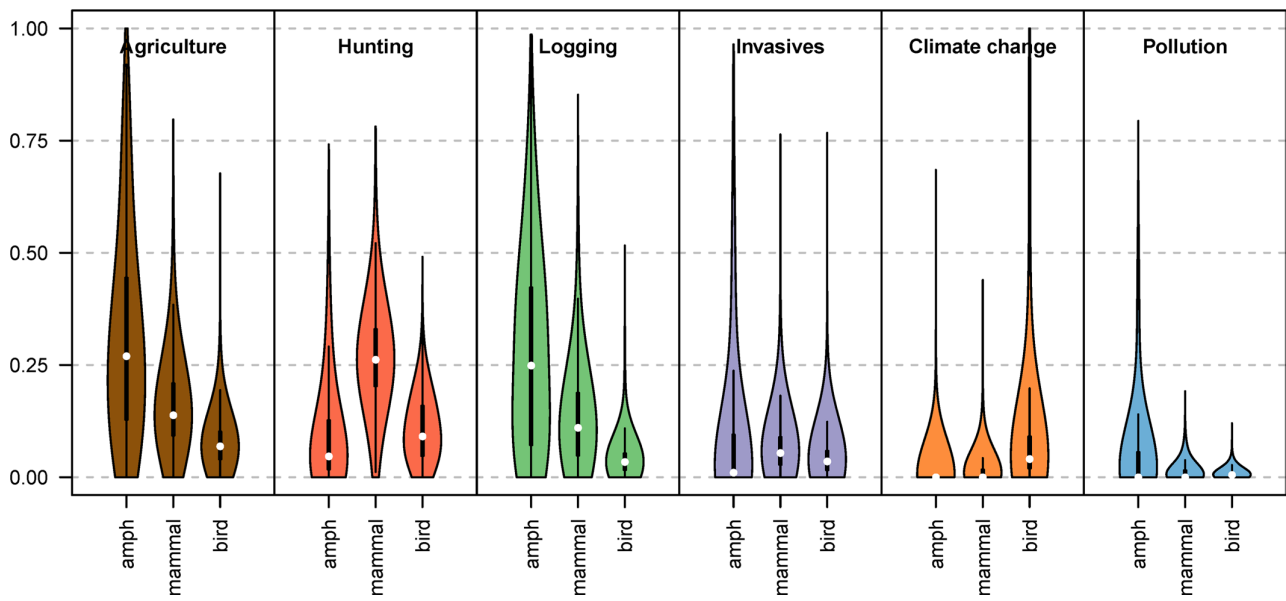 1.00
0.75
0.50
0.25
0.00
Agriculture
Hunting
Logging
Invasives
Climate change
Pollution
amph
mammal
bird
amph
mammal
bird
amph
mammal
bird
amph
mammal
bird
amph
mammal
bird
amph
mammal
bird